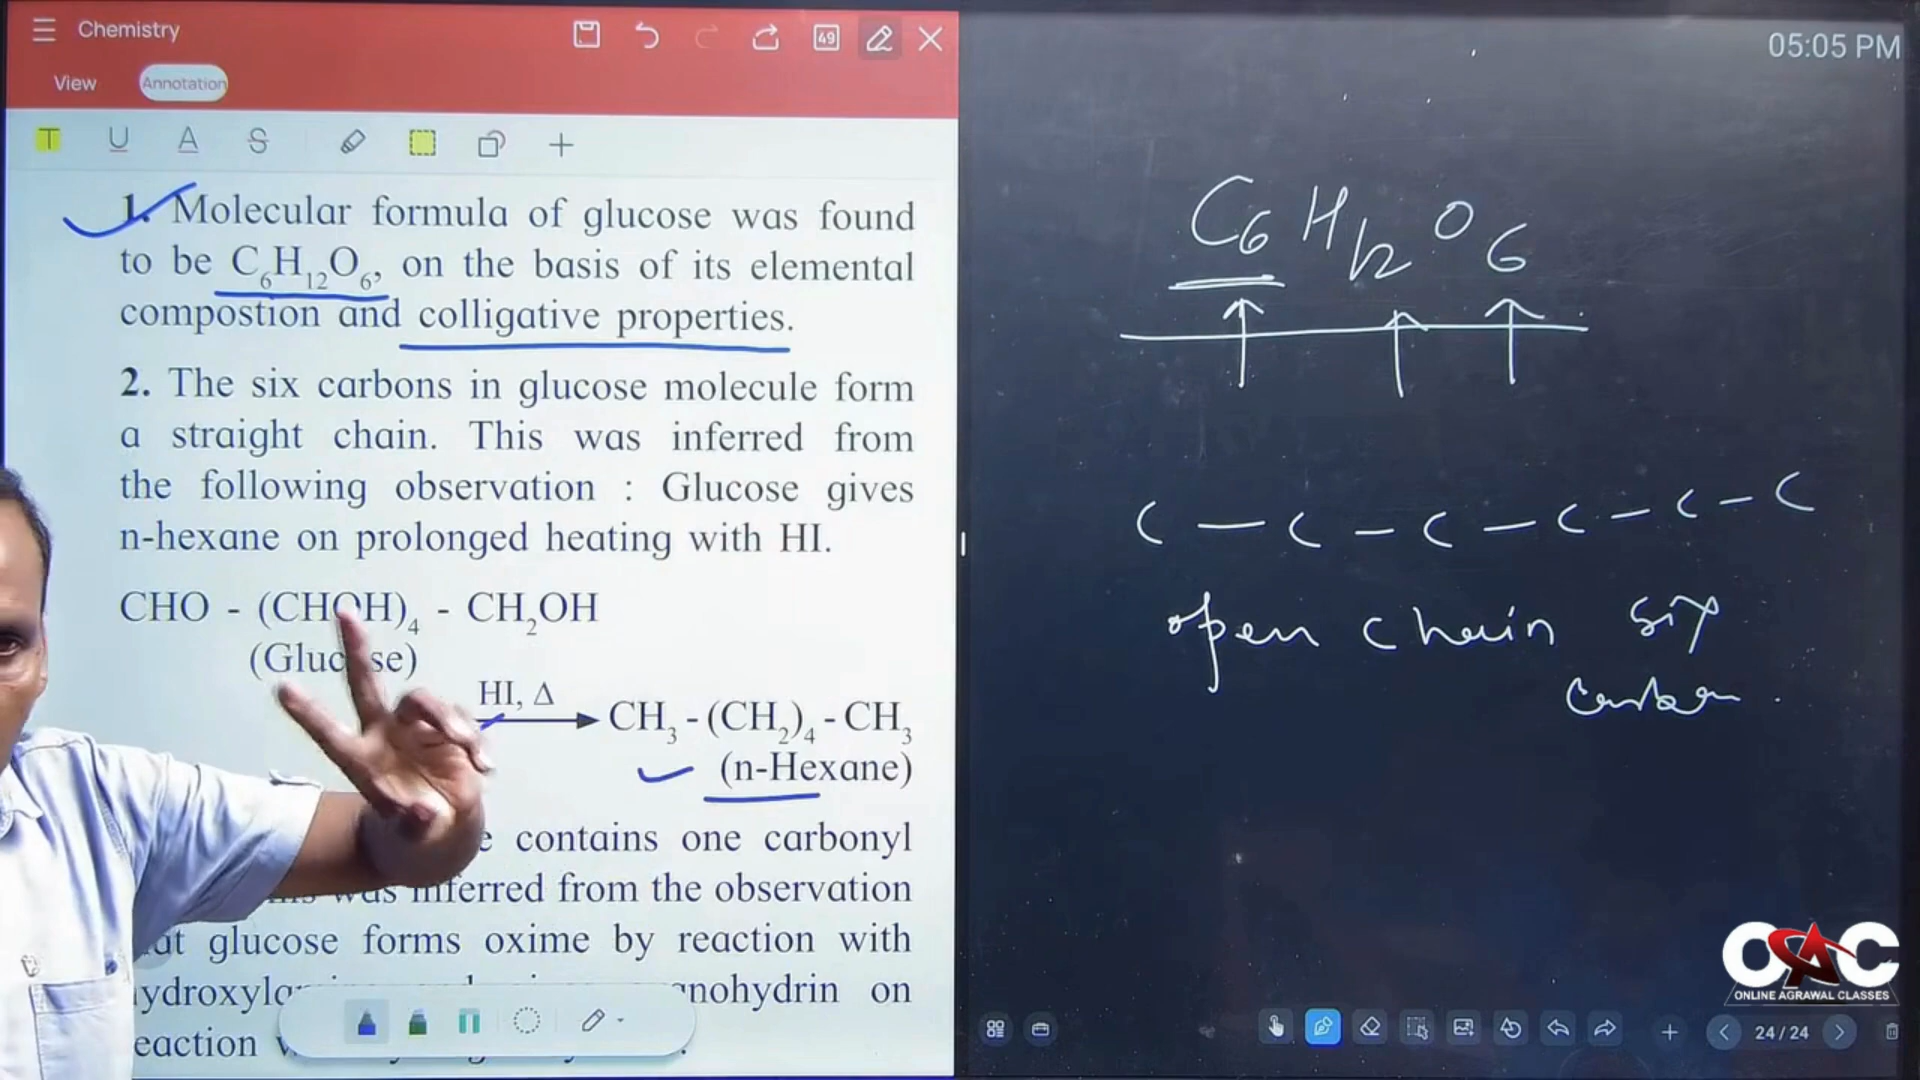 Chemistry
49
View Annotation
T U A S
05:05 PM
1. Molecular formula of glucose was found
to be C₆H₁₂O₆, on the basis of its elemental
compostion and colligative properties.
2. The six carbons in glucose molecule form
a straight chain. This was inferred from
the following observation : Glucose gives
n-hexane on prolonged heating with HI.
CHO - (CHOH)₄ - CH₂OH
(Glucose)
HI, Δ
CH₃ - (CH₂)₄ - CH₃
(n-Hexane)
contains one carbonyl
was inferred from the observation
glucose forms oxime by reaction with
on
C₆H₁₂O₆
C — C — C — C — C — C
open chain six
carbon .
OAC
ONLINE AGRAWAL CLASSES
24/24